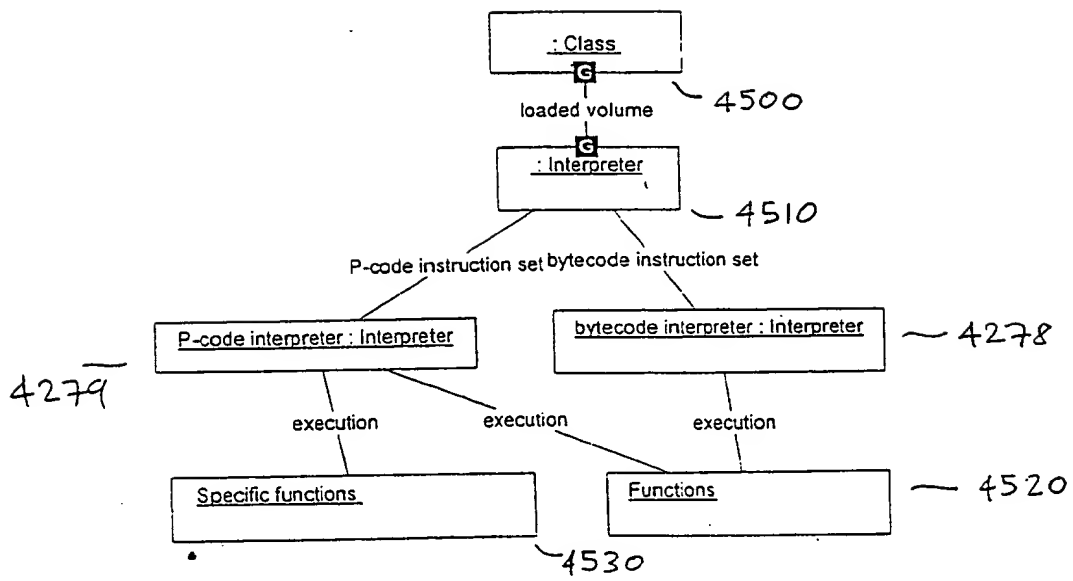 : Class
G
4500
loaded volume
G
: Interpreter
4510
P-code instruction set bytecode instruction set
P-code interpreter : Interpreter
bytecode interpreter : Interpreter
4278
4279
execution
execution
execution
Specific functions
Functions
4520
4530